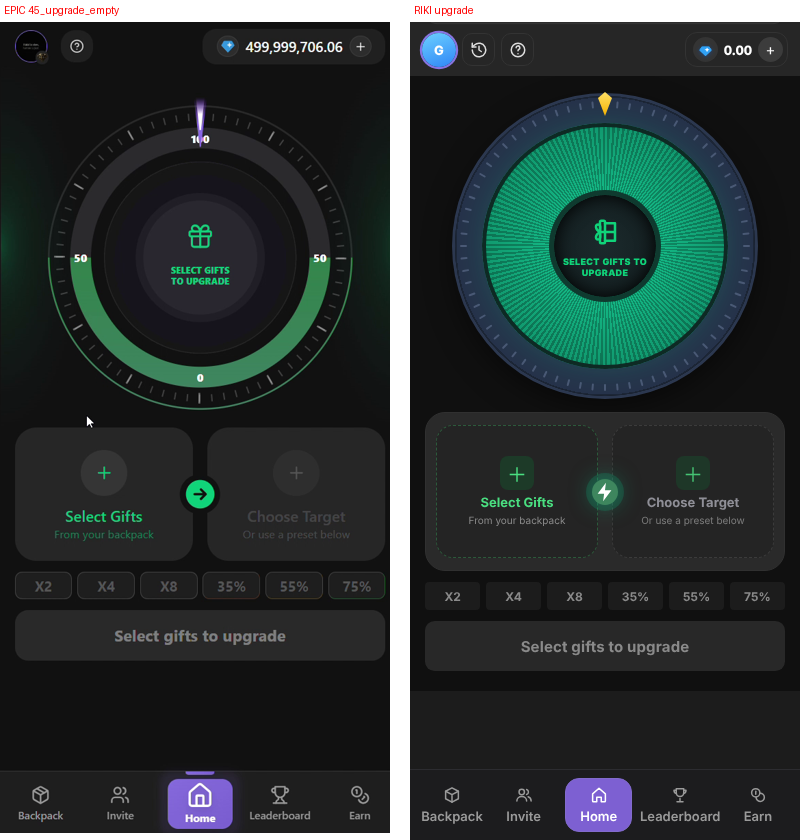 EPIC 45_upgrade_empty
499,999,706.06
100
50
50
SELECT GIFTS
TO UPGRADE
0
Select Gifts
From your backpack
Choose Target
Or use a preset below
X2
X4
X8
35%
55%
75%
Select gifts to upgrade
Backpack
Invite
Home
Leaderboard
Earn
RIKI upgrade
G
0.00
SELECT GIFTS TO
UPGRADE
Select Gifts
From your backpack
Choose Target
Or use a preset below
X2
X4
X8
35%
55%
75%
Select gifts to upgrade
Backpack
Invite
Home
Leaderboard
Earn